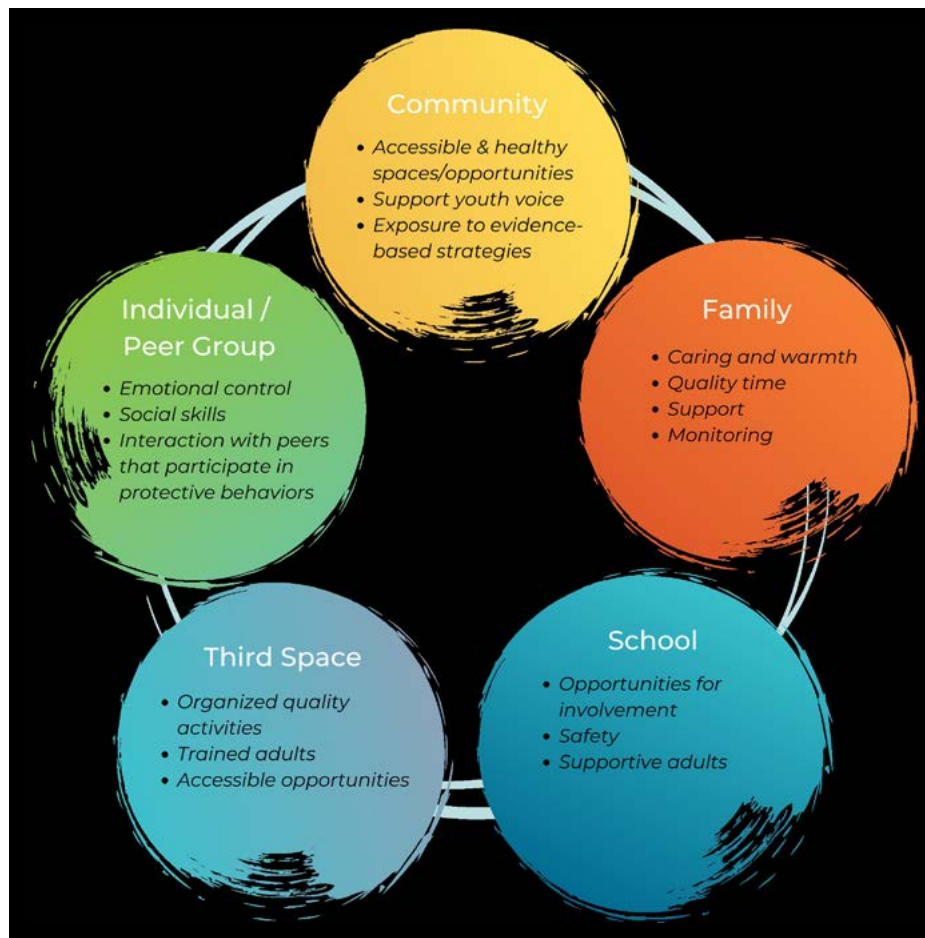 Community
• Accessible & healthy
spaces/opportunities
• Support youth voice
• Exposure to evidence-
based strategies
Family
• Caring and warmth
• Quality time
• Support
• Monitoring
School
• Opportunities for
involvement
• Safety
• Supportive adults
Third Space
• Organized quality
activities
• Trained adults
• Accessible opportunities
Individual /
Peer Group
• Emotional control
• Social skills
• Interaction with peers
that participate in
protective behaviors